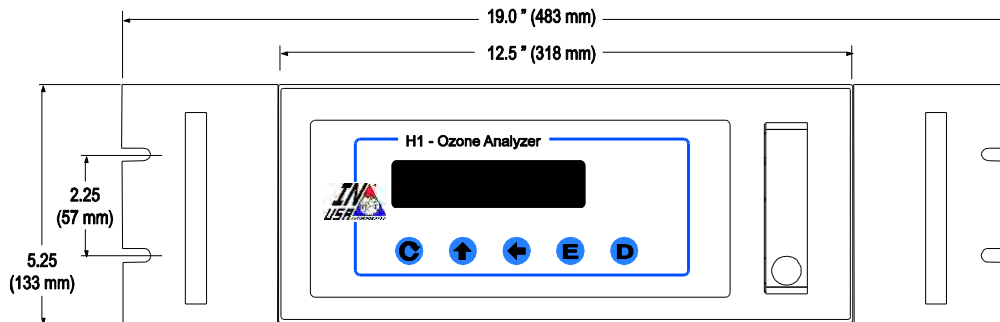 19.0 " (483 mm)
12.5 " (318 mm)
H1 - Ozone Analyzer
2.25
(57 mm)
IN
USA
5.25
(133 mm)
C
E
D